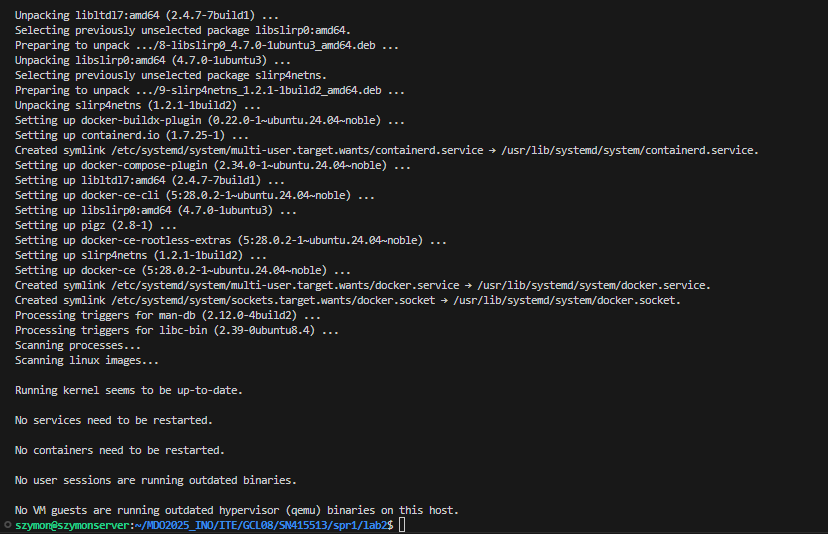 Unpacking libltdl7:amd64 (2.4.7-7build1) ...
Selecting previously unselected package libslirp0:amd64.
Preparing to unpack .../8-libslirp0_4.7.0-1ubuntu3_amd64.deb ...
Unpacking libslirp0:amd64 (4.7.0-1ubuntu3) ...
Selecting previously unselected package slirp4netns.
Preparing to unpack .../9-slirp4netns_1.2.1-1build2_amd64.deb ...
Unpacking slirp4netns (1.2.1-1build2) ...
Setting up docker-buildx-plugin (0.22.0-1~ubuntu.24.04~noble) ...
Setting up containerd.io (1.7.25-1) ...
Created symlink /etc/systemd/system/multi-user.target.wants/containerd.service → /usr/lib/systemd/system/containerd.service.
Setting up docker-compose-plugin (2.34.0-1~ubuntu.24.04~noble) ...
Setting up libltdl7:amd64 (2.4.7-7build1) ...
Setting up docker-ce-cli (5:28.0.2-1~ubuntu.24.04~noble) ...
Setting up libslirp0:amd64 (4.7.0-1ubuntu3) ...
Setting up pigz (2.8-1) ...
Setting up docker-ce-rootless-extras (5:28.0.2-1~ubuntu.24.04~noble) ...
Setting up slirp4netns (1.2.1-1build2) ...
Setting up docker-ce (5:28.0.2-1~ubuntu.24.04~noble) ...
Created symlink /etc/systemd/system/multi-user.target.wants/docker.service → /usr/lib/systemd/system/docker.service.
Created symlink /etc/systemd/system/sockets.target.wants/docker.socket → /usr/lib/systemd/system/docker.socket.
Processing triggers for man-db (2.12.0-4build2) ...
Processing triggers for libc-bin (2.39-0ubuntu8.4) ...
Scanning processes...
Scanning linux images...
Running kernel seems to be up-to-date.
No services need to be restarted.
No containers need to be restarted.
No user sessions are running outdated binaries.
No VM guests are running outdated hypervisor (qemu) binaries on this host.
szymon@szymonserver:~/MDO2025_INO/ITE/GCL08/SN415513/spr1/lab2$